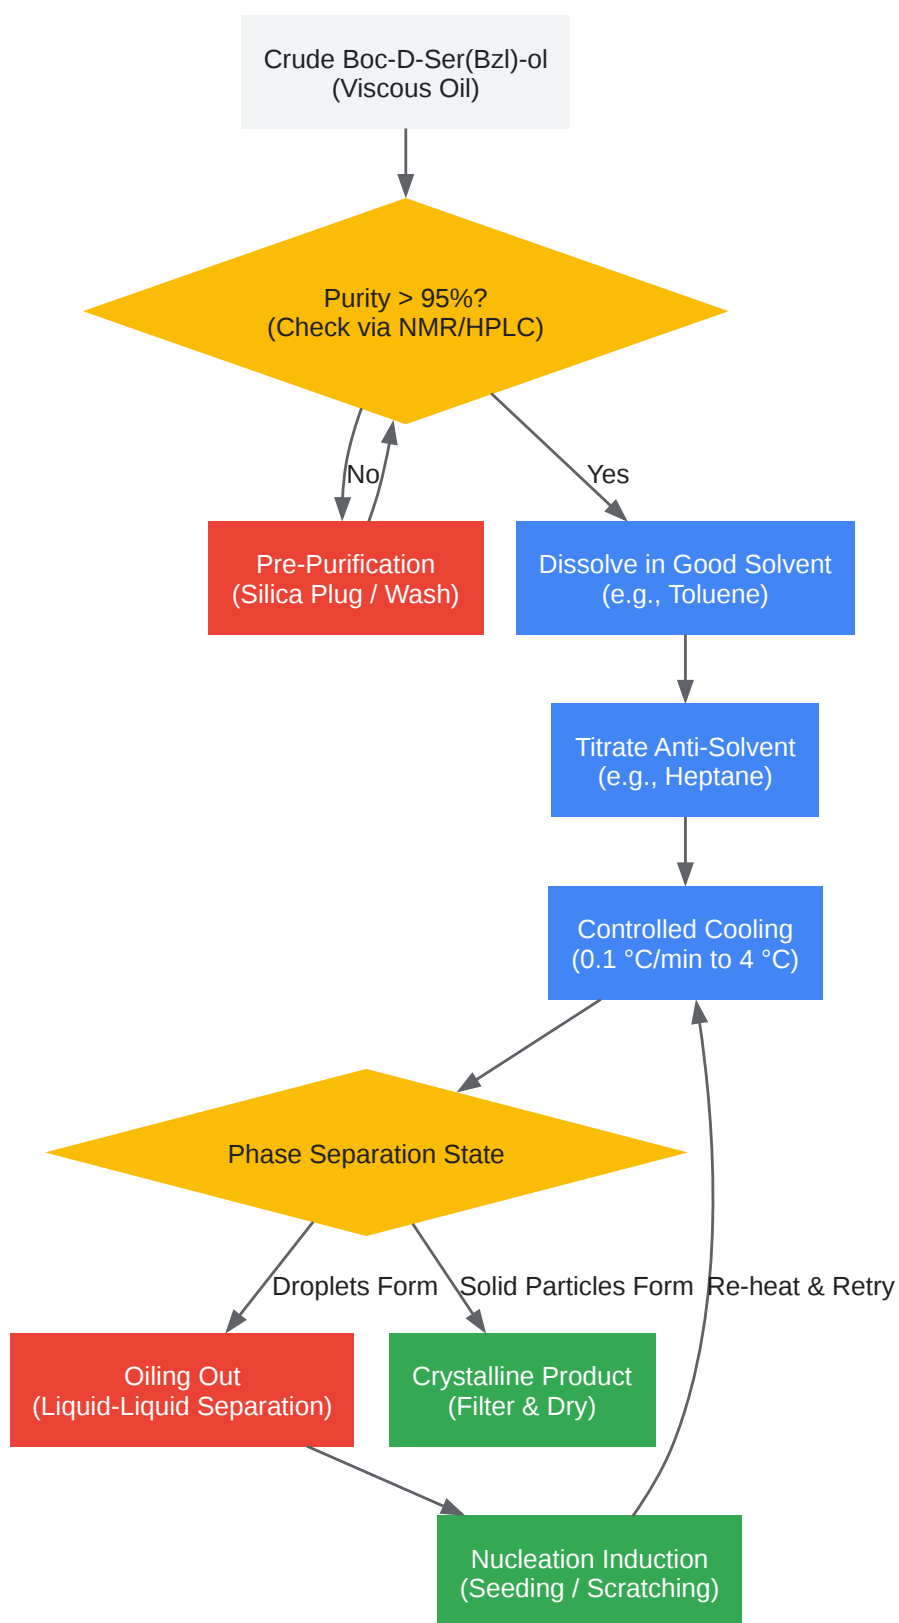 Crude Boc-D-Ser(Bzl)-ol
(Viscous Oil)
Purity > 95%?
(Check via NMR/HPLC)
No
Yes
Pre-Purification
(Silica Plug / Wash)
Dissolve in Good Solvent
(e.g., Toluene)
Titrate Anti-Solvent
(e.g., Heptane)
Controlled Cooling
(0.1 °C/min to 4 °C)
Phase Separation State
Droplets Form
Solid Particles Form
Re-heat & Retry
Oiling Out
(Liquid-Liquid Separation)
Crystalline Product
(Filter & Dry)
Nucleation Induction
(Seeding / Scratching)